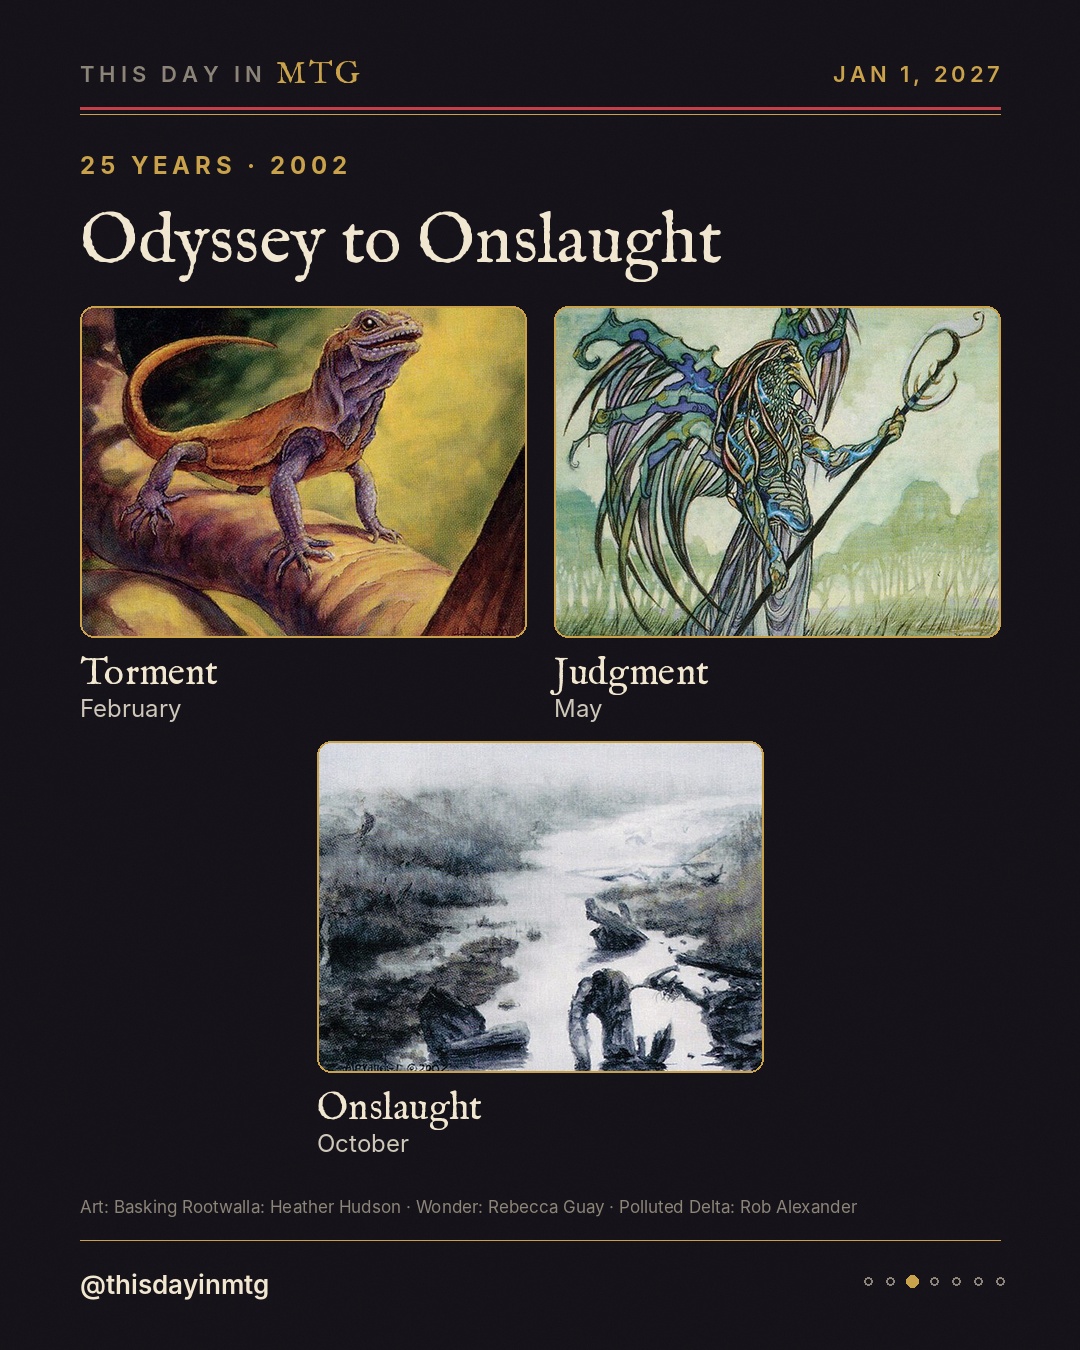 THIS DAY IN MTG
JAN 1, 2027
25 YEARS · 2002
Odyssey to Onslaught
Torment
February
Judgment
May
Onslaught
October
Art: Basking Rootwalla: Heather Hudson · Wonder: Rebecca Guay · Polluted Delta: Rob Alexander
@thisdayinmtg